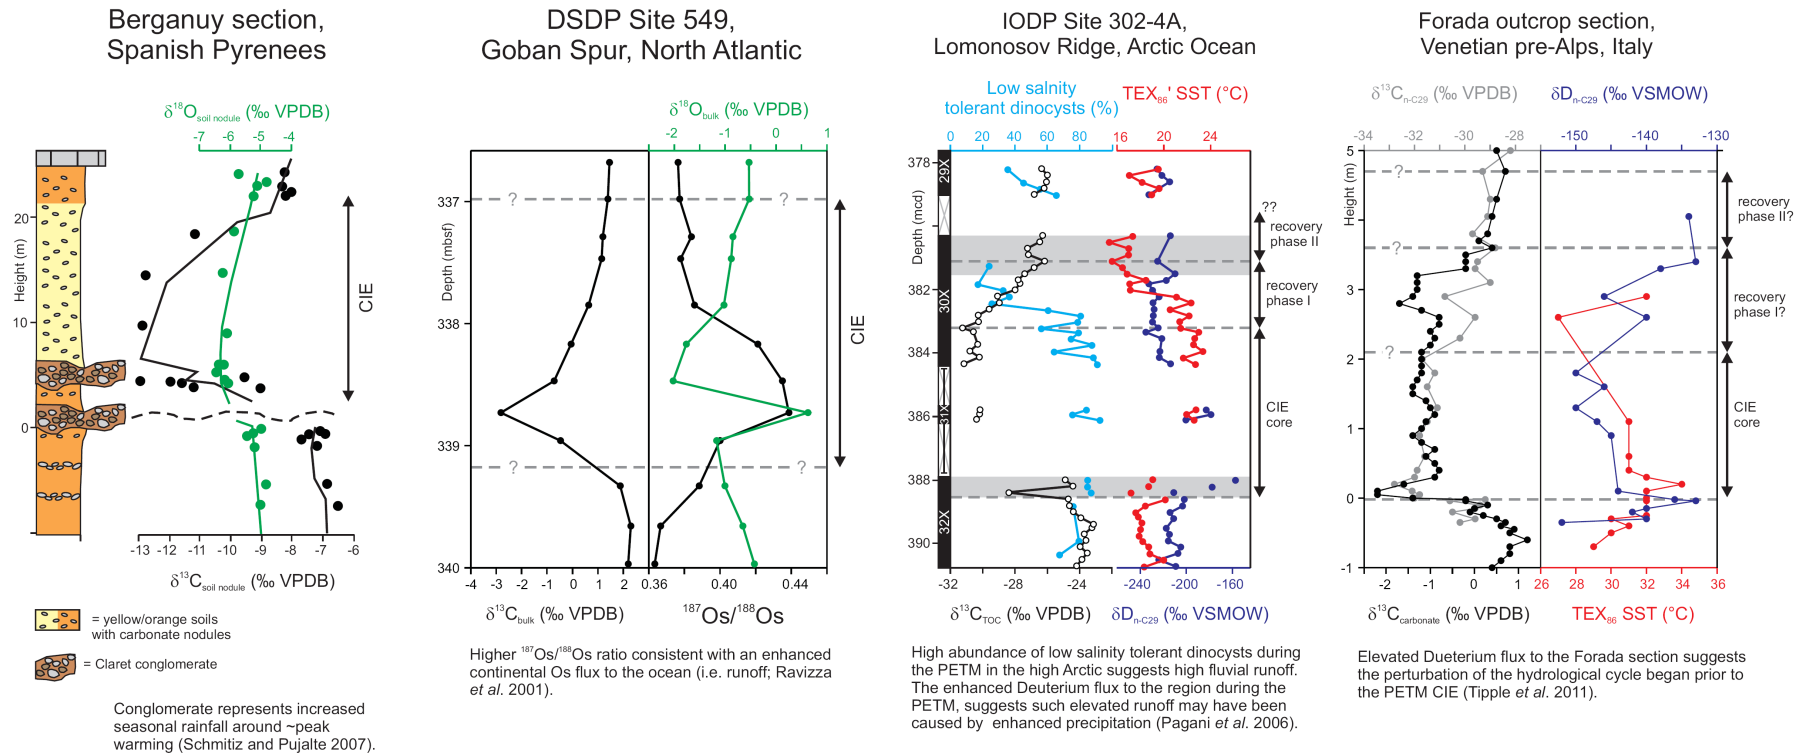 Berganuy section,
Spanish Pyrenees
δ18Osoil nodule (‰ VPDB)
-7 -6 -5 -4
Height (m)
20
10
0
CIE
-13 -12 -11 -10 -9 -8 -7 -6
δ13Csoil nodule (‰ VPDB)
= yellow/orange soils
with carbonate nodules
= Claret conglomerate
Conglomerate represents increased
seasonal rainfall around ~peak
warming (Schmitiz and Pujalte 2007).
DSDP Site 549,
Goban Spur, North Atlantic
δ18Obulk (‰ VPDB)
-2 -1 0 1
Depth (mbsf)
337
338
339
340
? ?
? ?
CIE
-4 -3 -2 -1 0 1 2
0.36 0.40 0.44
δ13Cbulk (‰ VPDB)
187Os/188Os
Higher 187Os/188Os ratio consistent with an enhanced
continental Os flux to the ocean (i.e. runoff; Ravizza
et al. 2001).
IODP Site 302-4A,
Lomonosov Ridge, Arctic Ocean
Low salnity
tolerant dinocysts (%)
TEX86' SST (°C)
0 20 40 60 80
16 20 24
Depth (mcd)
378
382
384
386
388
390
29X
30X
31X
32X
??
recovery
phase II
recovery
phase I
CIE
core
-32 -28 -24
-240 -200 -160
δ13CTOC (‰ VPDB)
δDn-C29 (‰ VSMOW)
High abundance of low salinity tolerant dinocysts during
the PETM in the high Arctic suggests high fluvial runoff.
The enhanced Deuterium flux to the region during the
PETM, suggests such elevated runoff may have been
caused by enhanced precipitation (Pagani et al. 2006).
Forada outcrop section,
Venetian pre-Alps, Italy
δ13Cn-C29 (‰ VPDB)
δDn-C29 (‰ VSMOW)
-34 -32 -30 -28
-150 -140 -130
Height (m)
5
3
2
1
0
-1
?
?
?
recovery
phase II?
recovery
phase I?
CIE
core
-2 -1 0 1
26 28 30 32 34 36
δ13Ccarbonate (‰ VPDB)
TEX86 SST (°C)
Elevated Dueterium flux to the Forada section suggests
the perturbation of the hydrological cycle began prior to
the PETM CIE (Tipple et al. 2011).